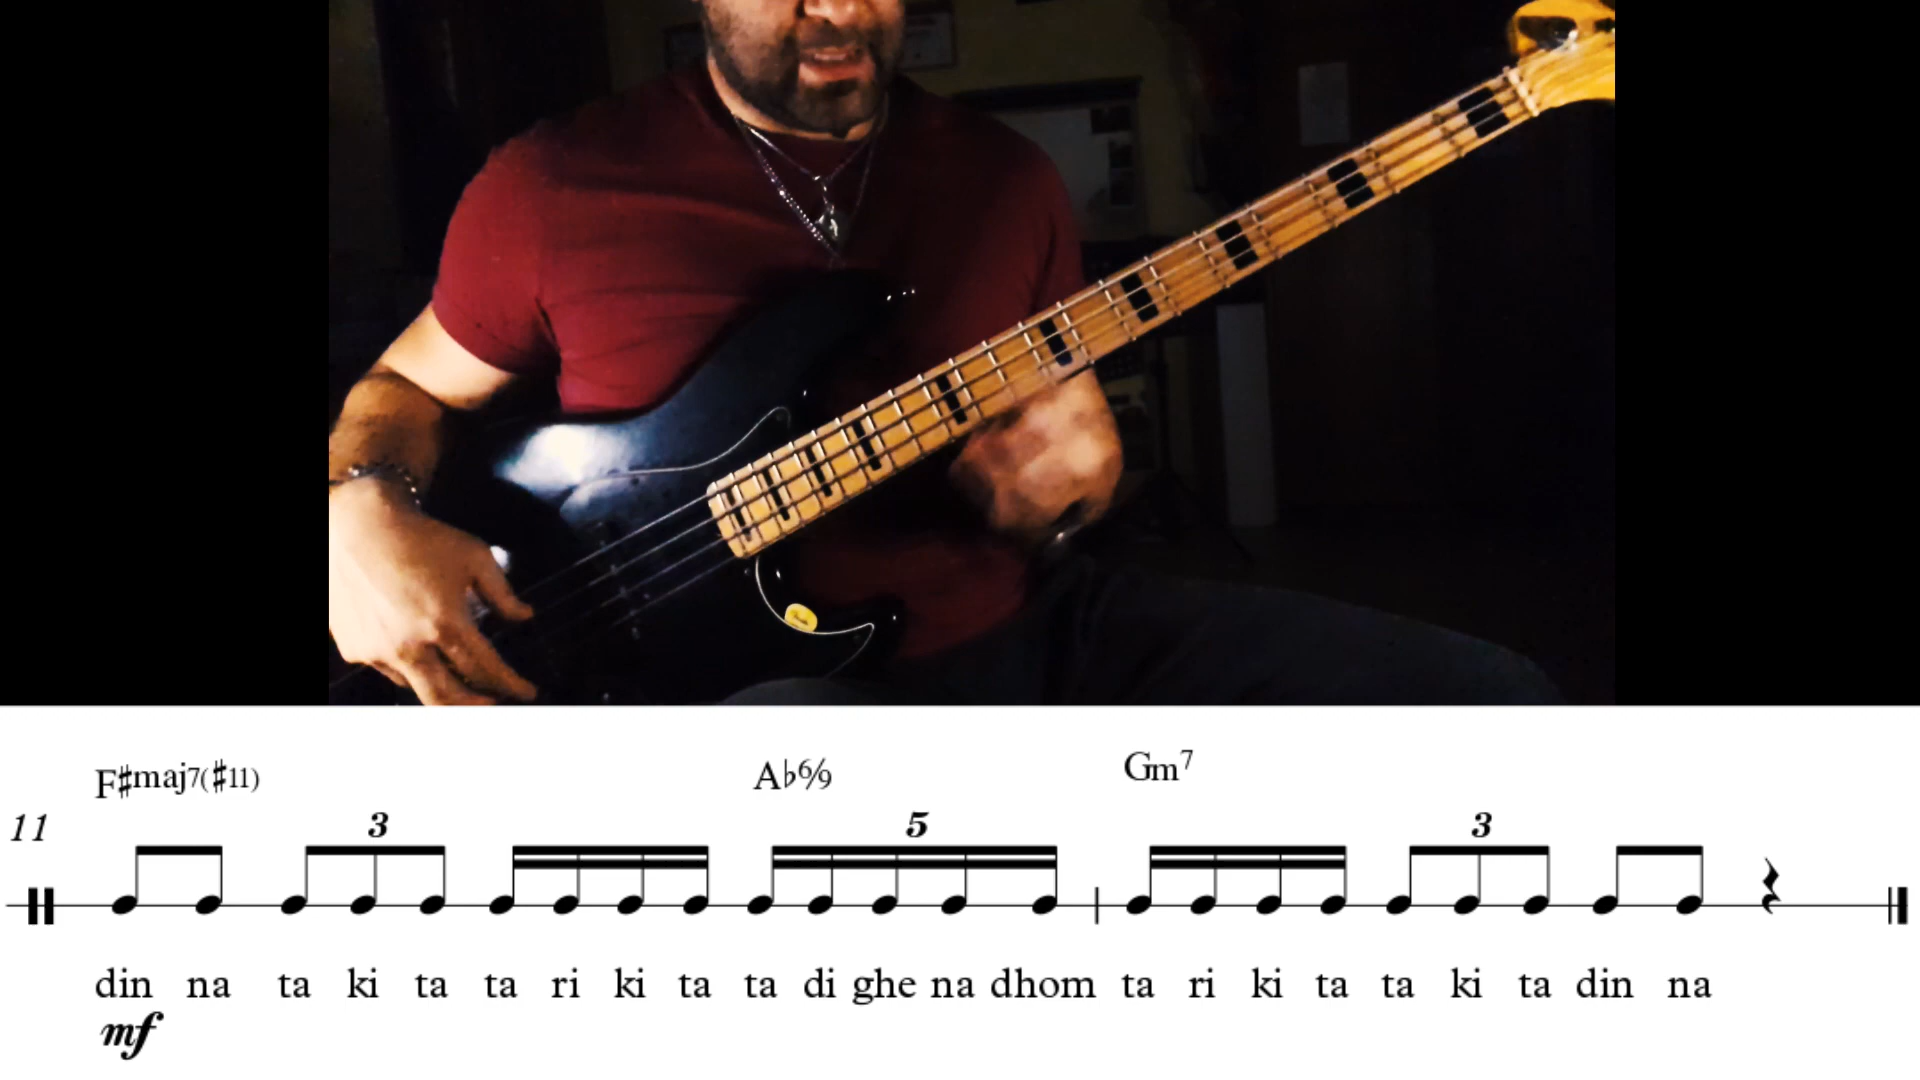 F♯maj7(♯11) A♭6/9 Gm7
11 3 5 3
din na ta ki ta ta ri ki ta ta di ghe na dhom ta ri ki ta ta ki ta din na
mf